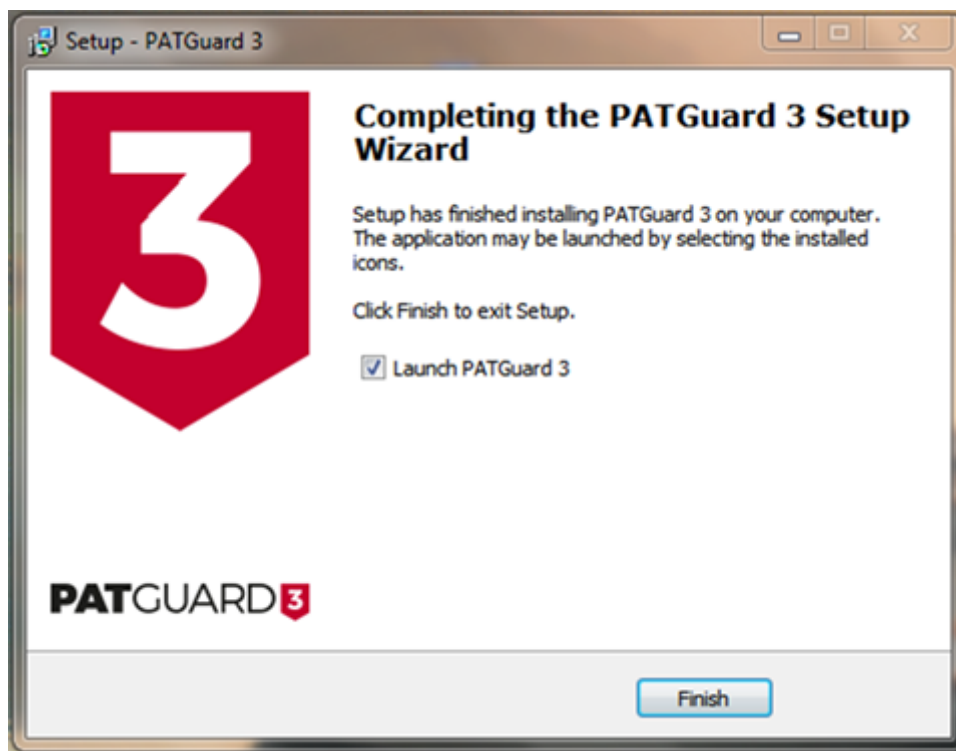 Setup - PATGuard 3
3
Completing the PATGuard 3 Setup
Wizard
Setup has finished installing PATGuard 3 on your computer.
The application may be launched by selecting the installed
icons.
Click Finish to exit Setup.
Launch PATGuard 3
PATGUARD 3
Finish